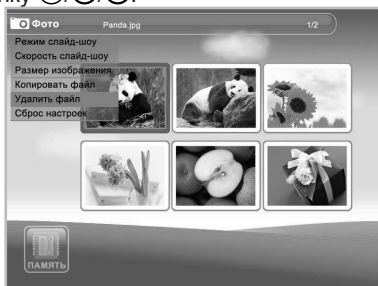 Фото Panda.jpg 1/2
Режим слайд-шоу
Скорость слайд-шоу
Размер изображения
Копировать файл
Удалить файл
Сброс настроек
ПАМЯТЬ